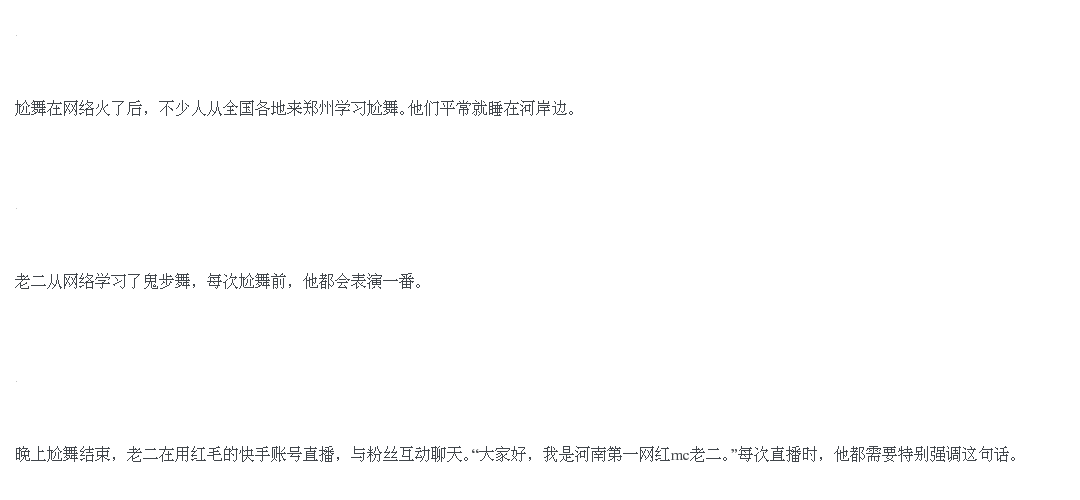 尬舞在网络火了后，不少人从全国各地来郑州学习尬舞。他们平常就睡在河岸边。
老二从网络学习了鬼步舞，每次尬舞前，他都会表演一番。
晚上尬舞结束，老二在用红毛的快手账号直播，与粉丝互动聊天。“大家好，我是河南第一网红mc老二。”每次直播时，他都需要特别强调这句话。